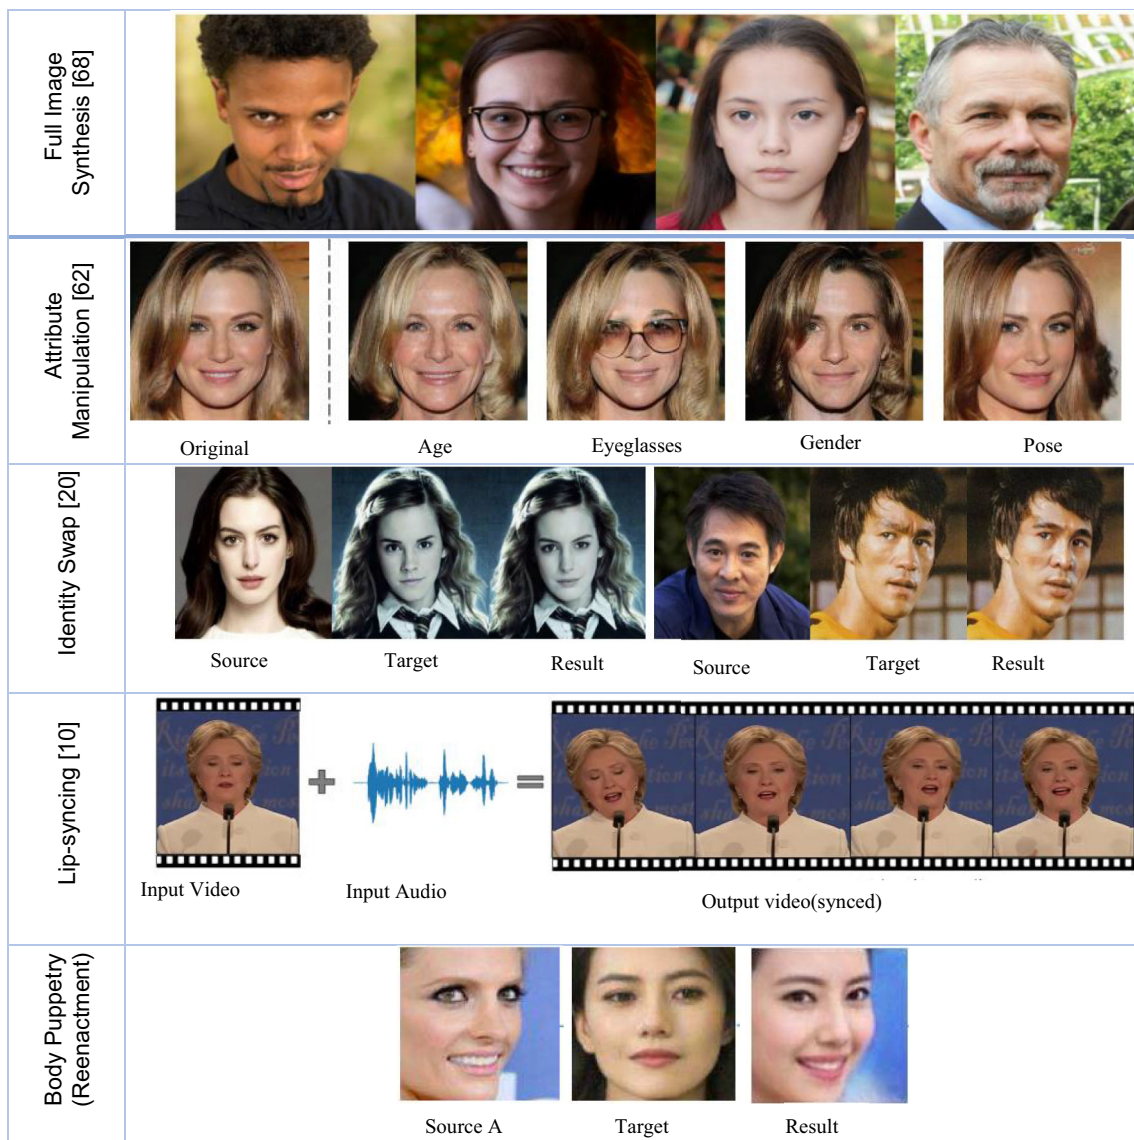 Full Image
Synthesis [68]
Attribute
Manipulation [62]
Original
Age
Eyeglasses
Gender
Pose
Identity Swap [20]
Source
Target
Result
Source
Target
Result
Lip-syncing [10]
Input Video
Input Audio
Output video(synced)
Body Puppetry
(Reenactment)
Source A
Target
Result